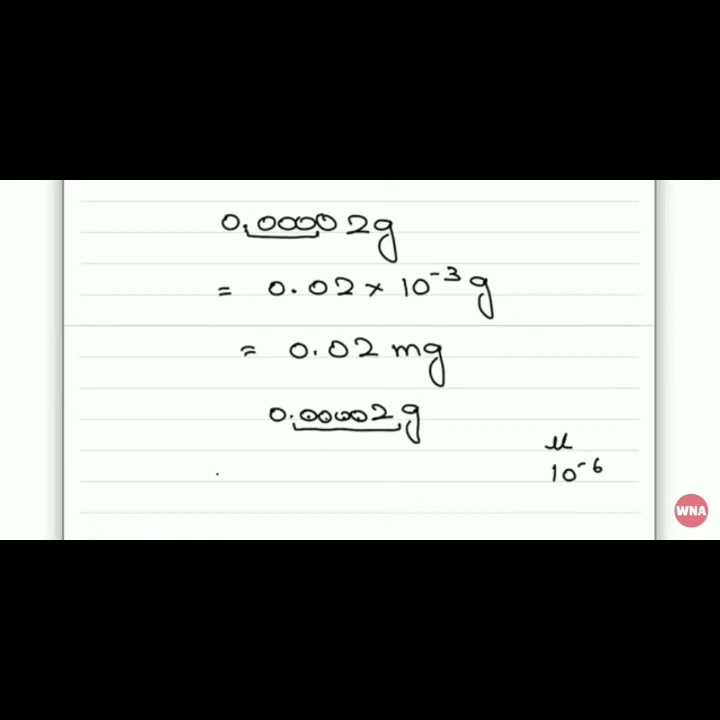 0.00002g
= 0.02 × 10⁻³ g
= 0.02 mg
0.00002g
μ
10⁻⁶
WNA